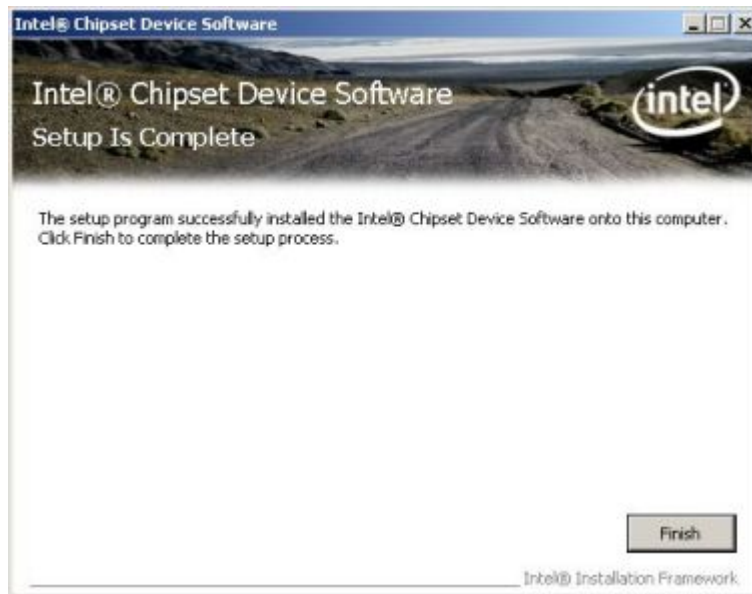 Intel® Chipset Device Software
Intel® Chipset Device Software
intel
Setup Is Complete
The setup program successfully installed the Intel® Chipset Device Software onto this computer.
Click Finish to complete the setup process.
Finish
Intel® Installation Framework